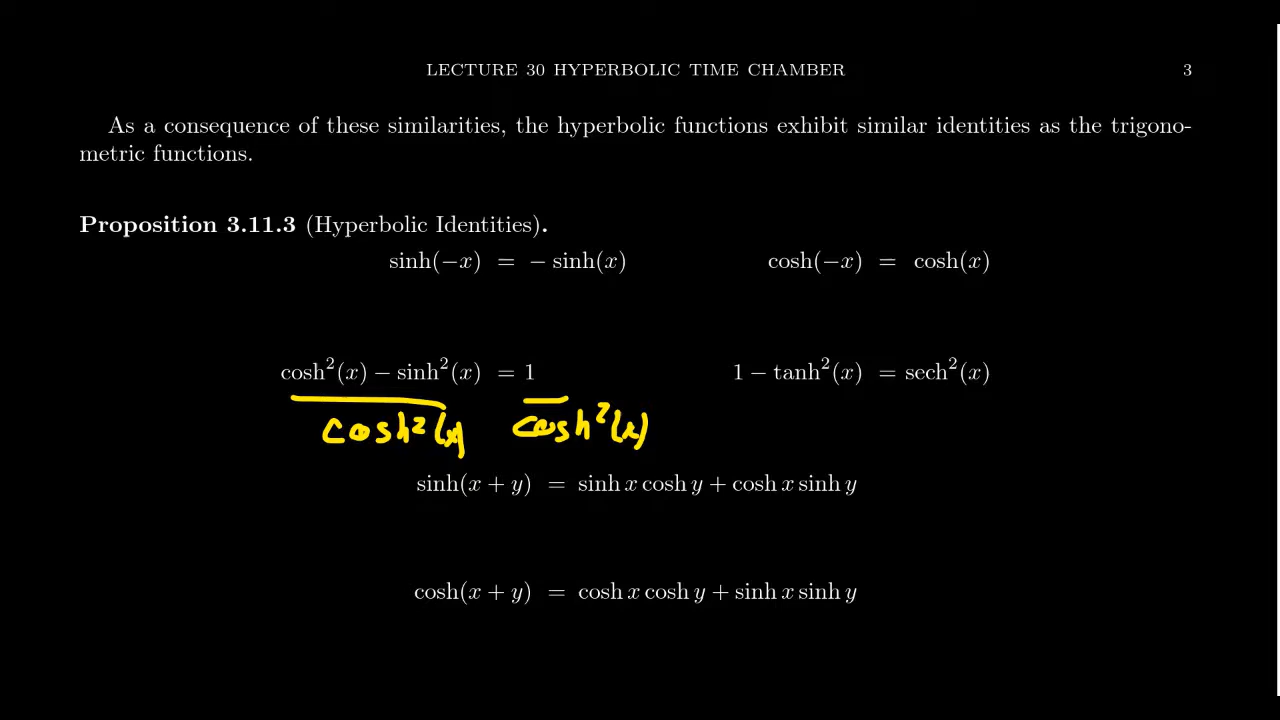 LECTURE 30 HYPERBOLIC TIME CHAMBER 3
As a consequence of these similarities, the hyperbolic functions exhibit similar identities as the trigono-
metric functions.
Proposition 3.11.3 (Hyperbolic Identities).
sinh(−x) = − sinh(x) cosh(−x) = cosh(x)
cosh²(x) − sinh²(x) = 1 1 − tanh²(x) = sech²(x)
cosh²(x) cosh²(x)
sinh(x + y) = sinh x cosh y + cosh x sinh y
cosh(x + y) = cosh x cosh y + sinh x sinh y